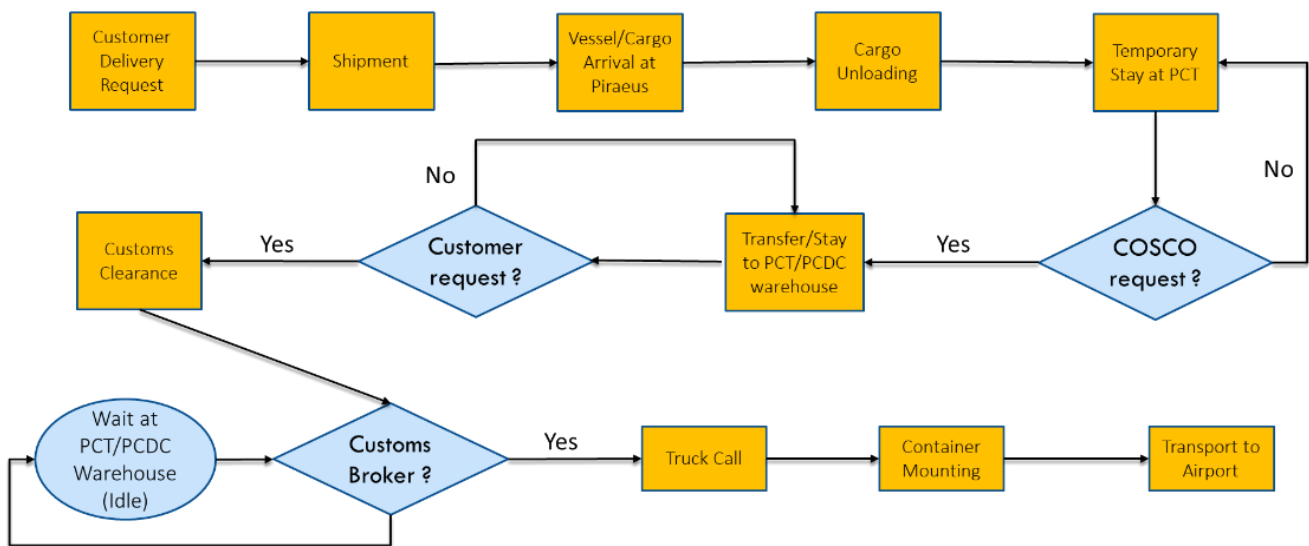 Customer
Delivery
Request
Shipment
Vessel/Cargo
Arrival at
Piraeus
Cargo
Unloading
Temporary
Stay at PCT
No
No
Customs
Clearance
Yes
Customer
request ?
Transfer/Stay
to PCT/PCDC
warehouse
Yes
COSCO
request ?
Wait at
PCT/PCDC
Warehouse
(Idle)
Customs
Broker ?
Yes
Truck Call
Container
Mounting
Transport to
Airport